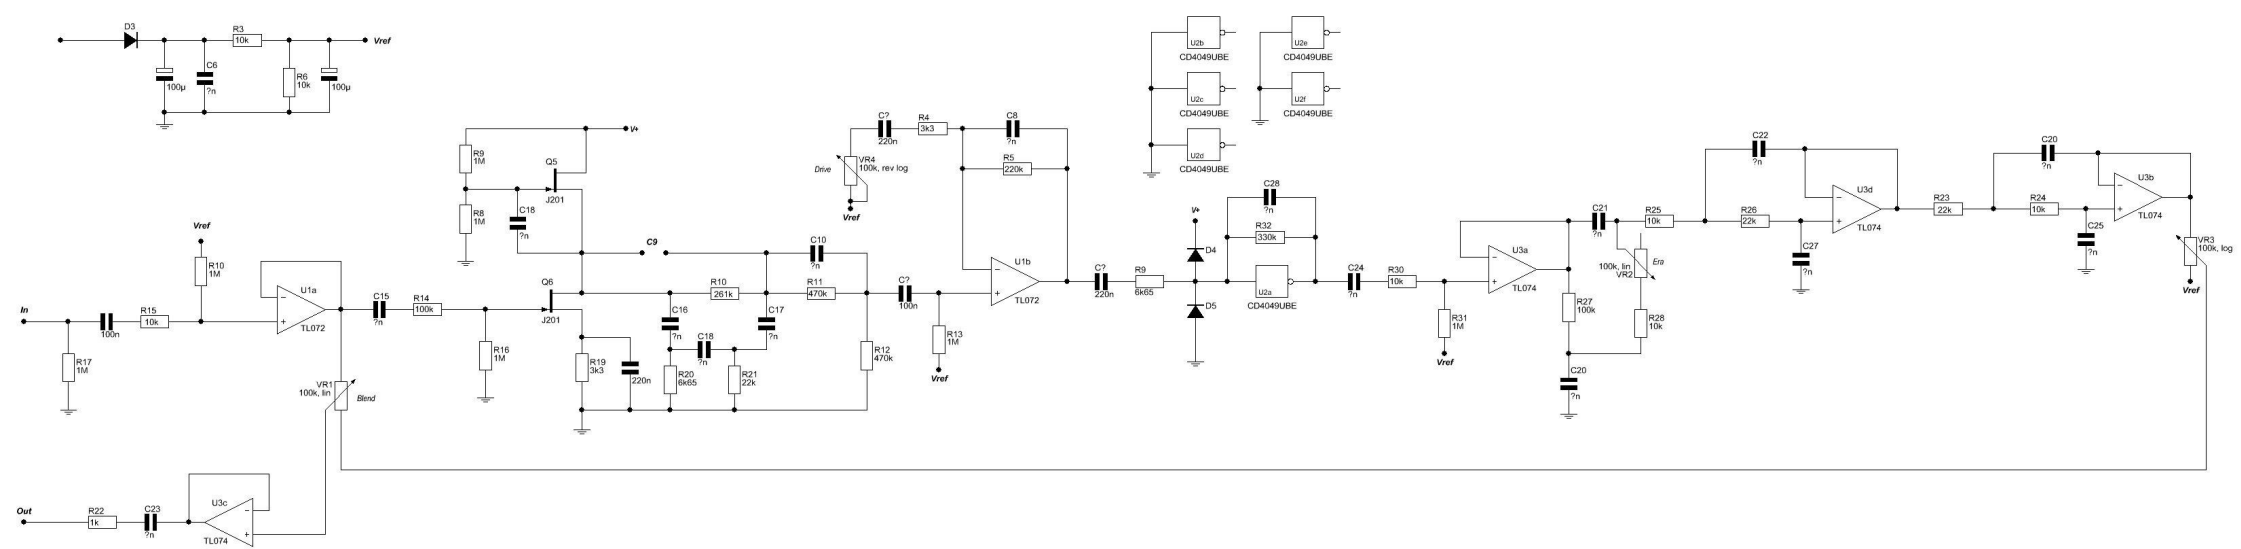 D3
R3
10k
Vref
100µ
C6
?n
R6
10k
100µ
V+
R9
1M
Q5
J201
R8
1M
C18
?n
C9
Drive
VR4
100k, rev log
Vref
C?
220n
R4
3k3
C8
?n
R5
220k
U2b
CD4049UBE
U2e
CD4049UBE
U2c
CD4049UBE
U2f
CD4049UBE
U2d
CD4049UBE
In
R17
1M
100n
R15
10k
Vref
R10
1M
U1a
TL072
C15
?n
R14
100k
R16
1M
Q6
J201
R19
3k3
220n
R10
261k
C16
?n
C18
?n
C17
?n
R20
6k65
R21
22k
C10
?n
R11
470k
R12
470k
C?
100n
R13
1M
Vref
U1b
TL072
C?
220n
R9
6k65
V+
D4
D5
C28
?n
R32
330k
U2a
CD4049UBE
C24
?n
R30
10k
R31
1M
Vref
U3a
TL074
R27
100k
C20
?n
C21
?n
100k, lin
VR2
Era
R28
10k
R25
10k
C22
?n
R26
22k
C27
?n
U3d
TL074
R23
22k
C20
?n
R24
10k
C25
?n
U3b
TL074
VR3
100k, log
Vref
VR1
100k, lin
Blend
Out
R22
1k
C23
?n
U3c
TL074